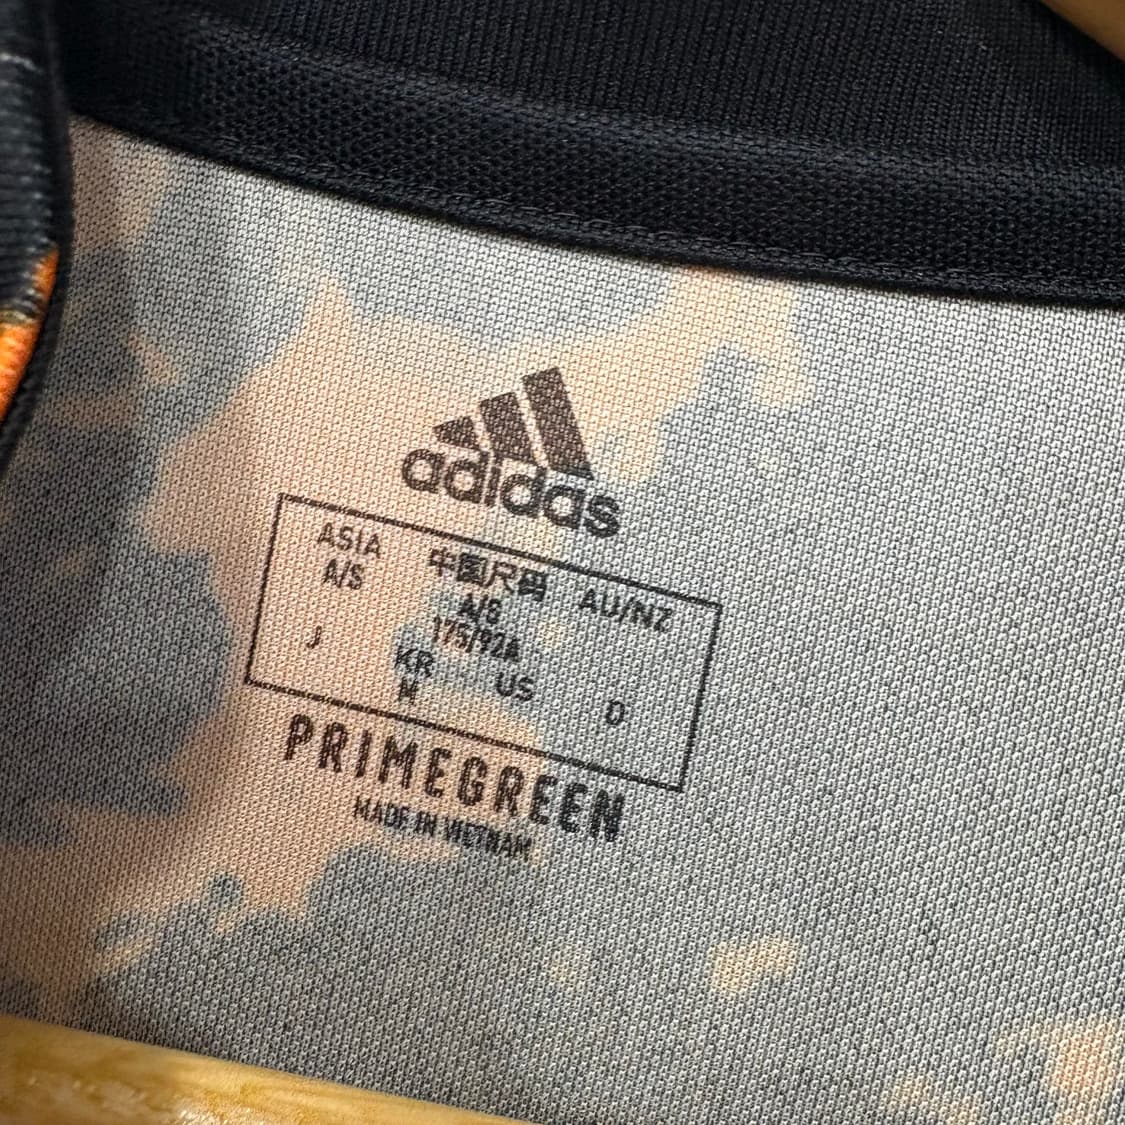 adidas
ASIA 中国尺码 AU/NZ
A/S A/S
175/92A
J KR US D
M
PRIMEGREEN
MADE IN VIETNAM